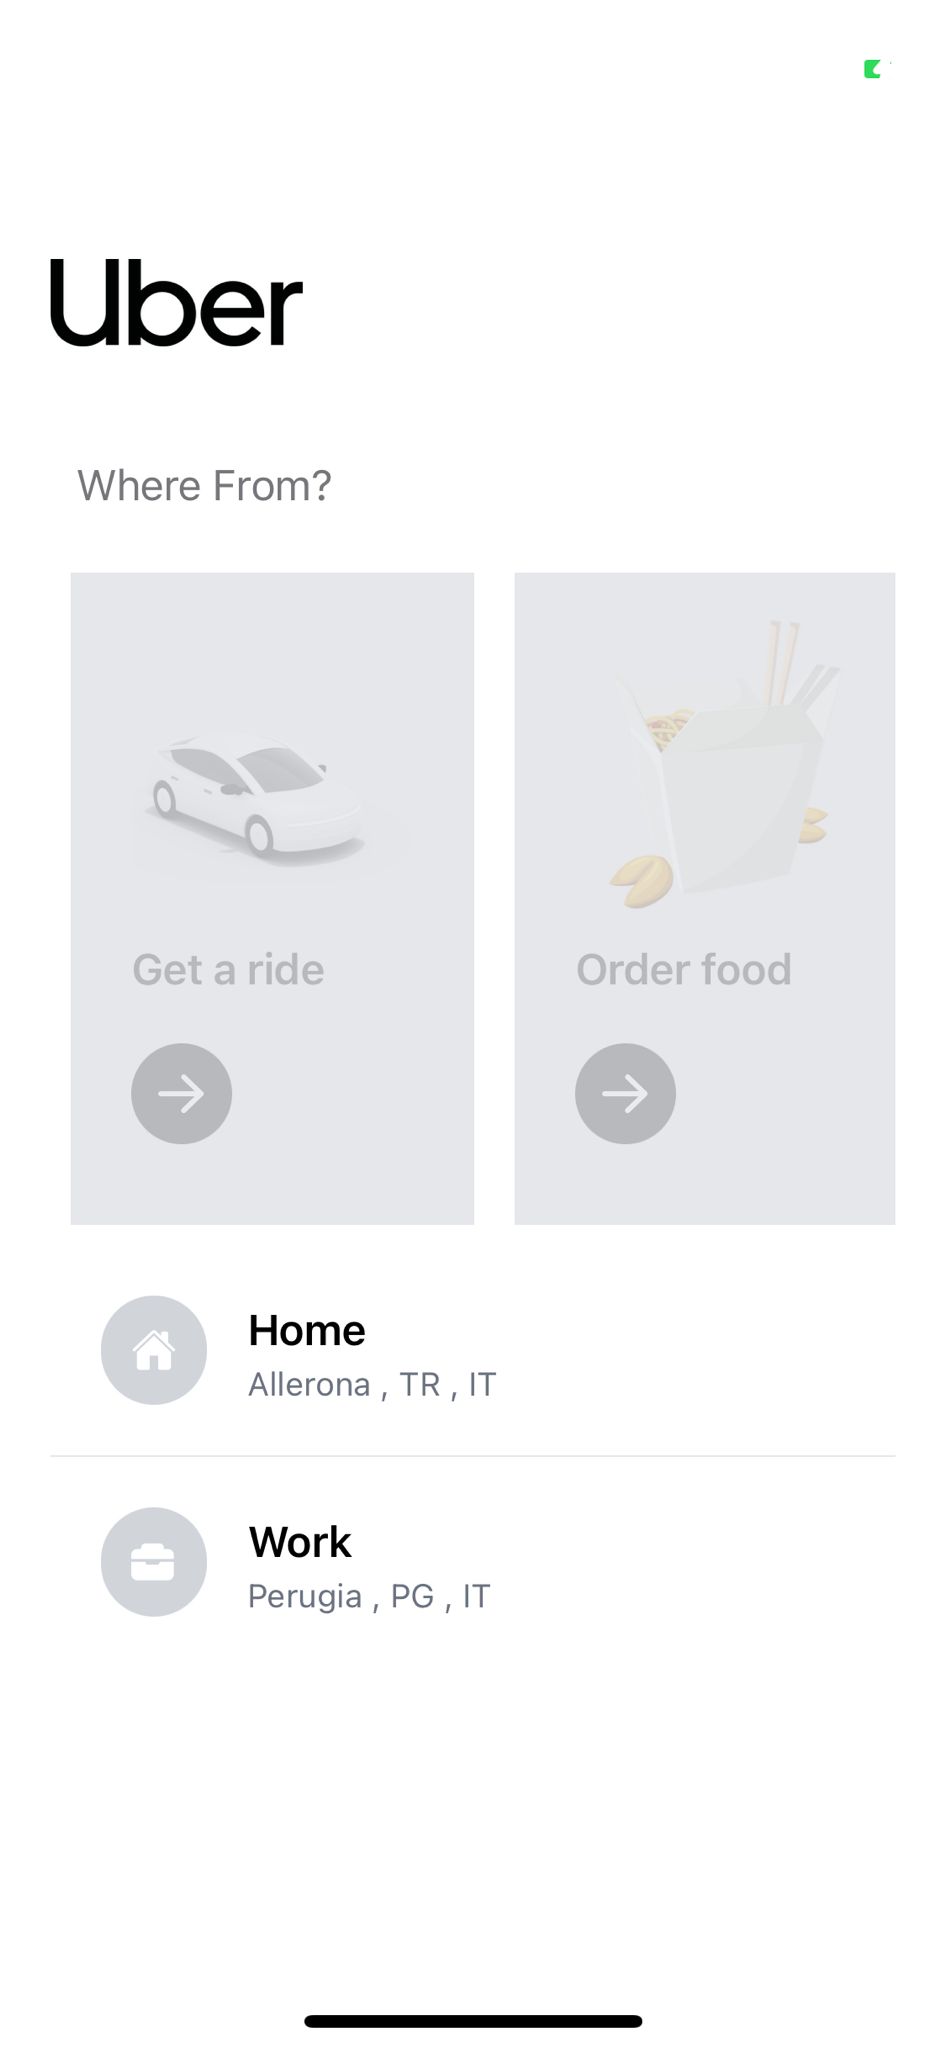 Uber
Where From?
Get a ride
Order food
Home
Allerona , TR , IT
Work
Perugia , PG , IT